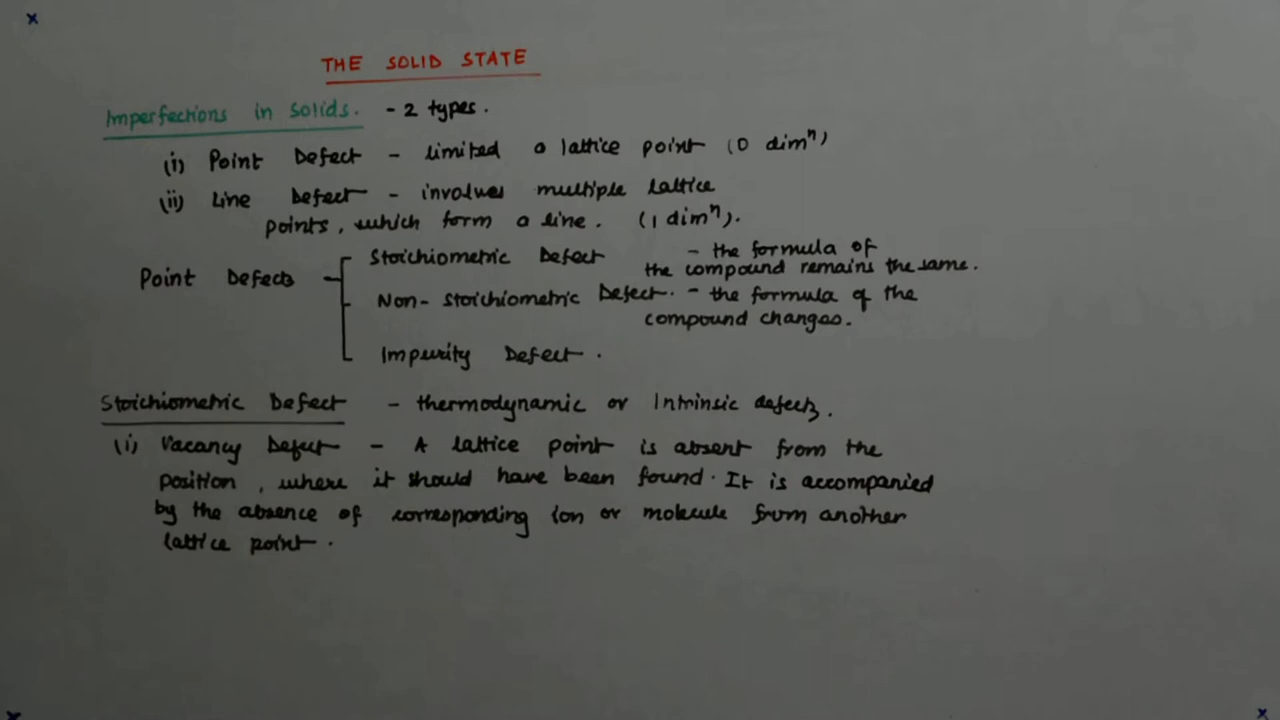 THE SOLID STATE
Imperfections in solids. - 2 types.
(i) Point Defect - limited a lattice point (0 dimⁿ)
(ii) Line Defect - involves multiple lattice
points, which form a line. (1 dimⁿ).
Point Defects
Stoichiometric Defect - the formula of
the compound remains the same.
Non-Stoichiometric Defect. - the formula of the
compound changes.
Impurity Defect.
Stoichiometric Defect - thermodynamic or Intrinsic defects.
(i) Vacancy Defect - A lattice point is absent from the
position, where it should have been found. It is accompanied
by the absence of corresponding ion or molecule from another
lattice point.